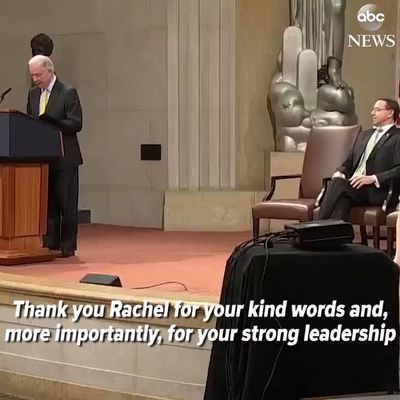 abc
NEWS
Thank you Rachel for your kind words and,
more importantly, for your strong leadership